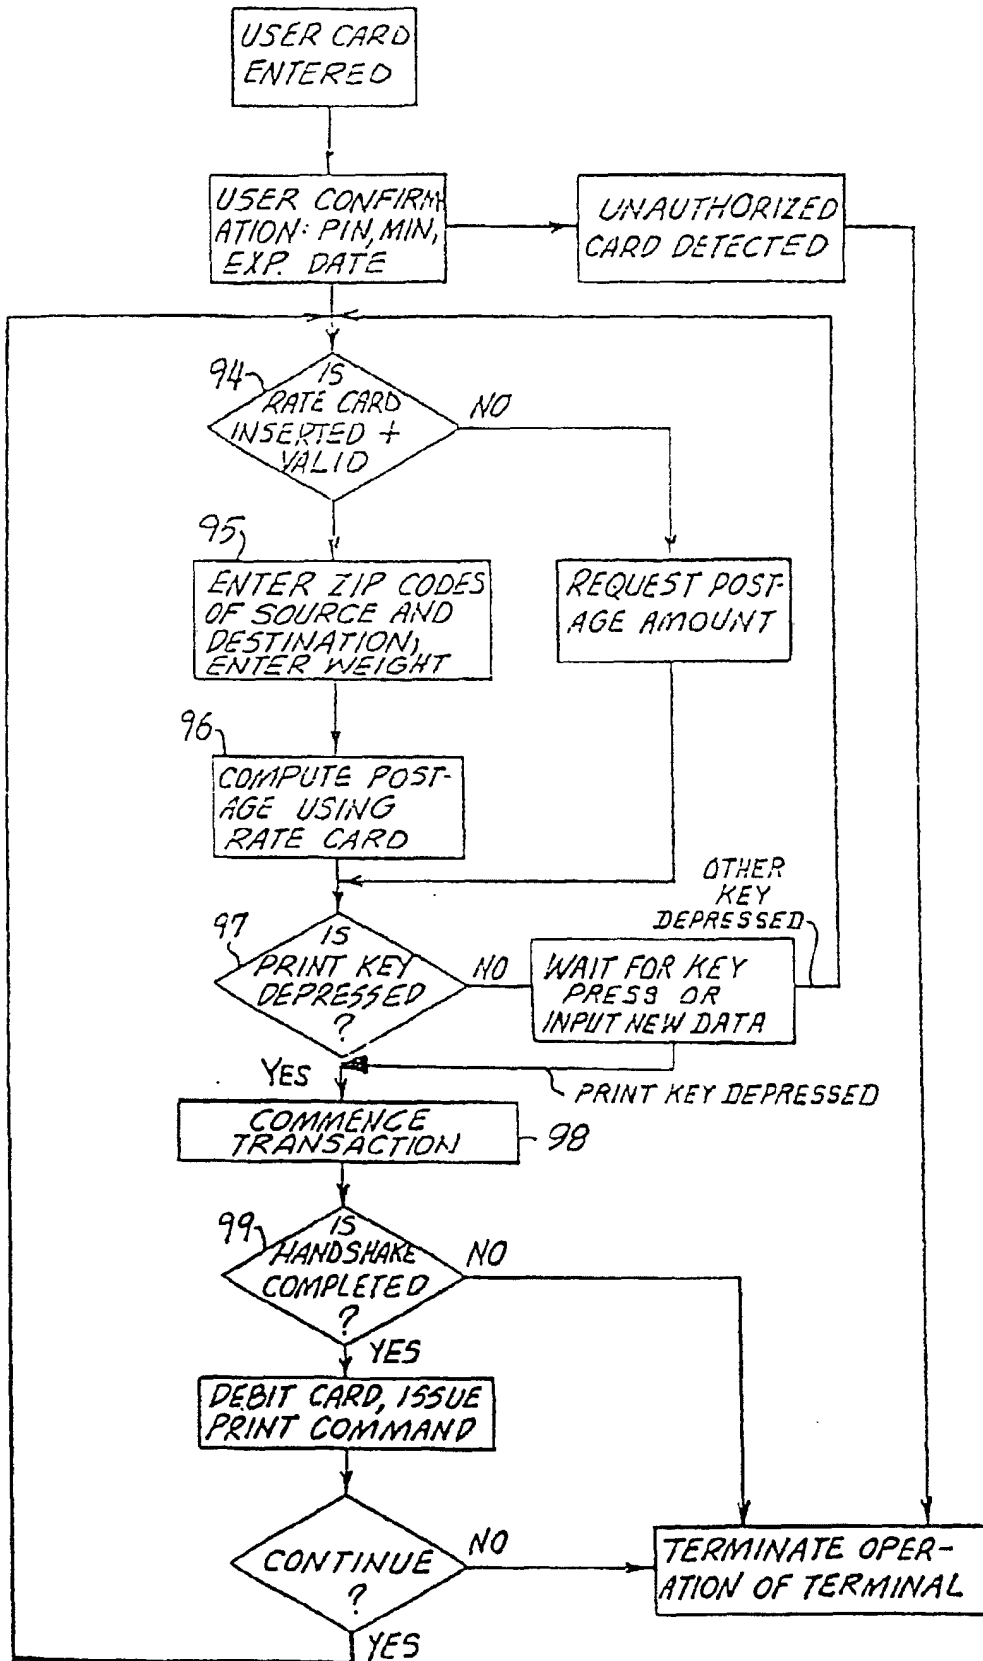 USER CARD
ENTERED
USER CONFIRM-
ATION: PIN, MIN,
EXP. DATE
UNAUTHORIZED
CARD DETECTED
94
IS
RATE CARD
INSERTED +
VALID
NO
95
ENTER ZIP CODES
OF SOURCE AND
DESTINATION,
ENTER WEIGHT
REQUEST POST-
AGE AMOUNT
96
COMPUTE POST-
AGE USING
RATE CARD
OTHER
KEY
DEPRESSED
97
IS
PRINT KEY
DEPRESSED
?
NO
WAIT FOR KEY
PRESS OR
INPUT NEW DATA
YES
PRINT KEY DEPRESSED
COMMENCE
TRANSACTION
98
99
IS
HANDSHAKE
COMPLETED
?
NO
YES
DEBIT CARD, ISSUE
PRINT COMMAND
CONTINUE
?
NO
YES
TERMINATE OPER-
ATION OF TERMINAL